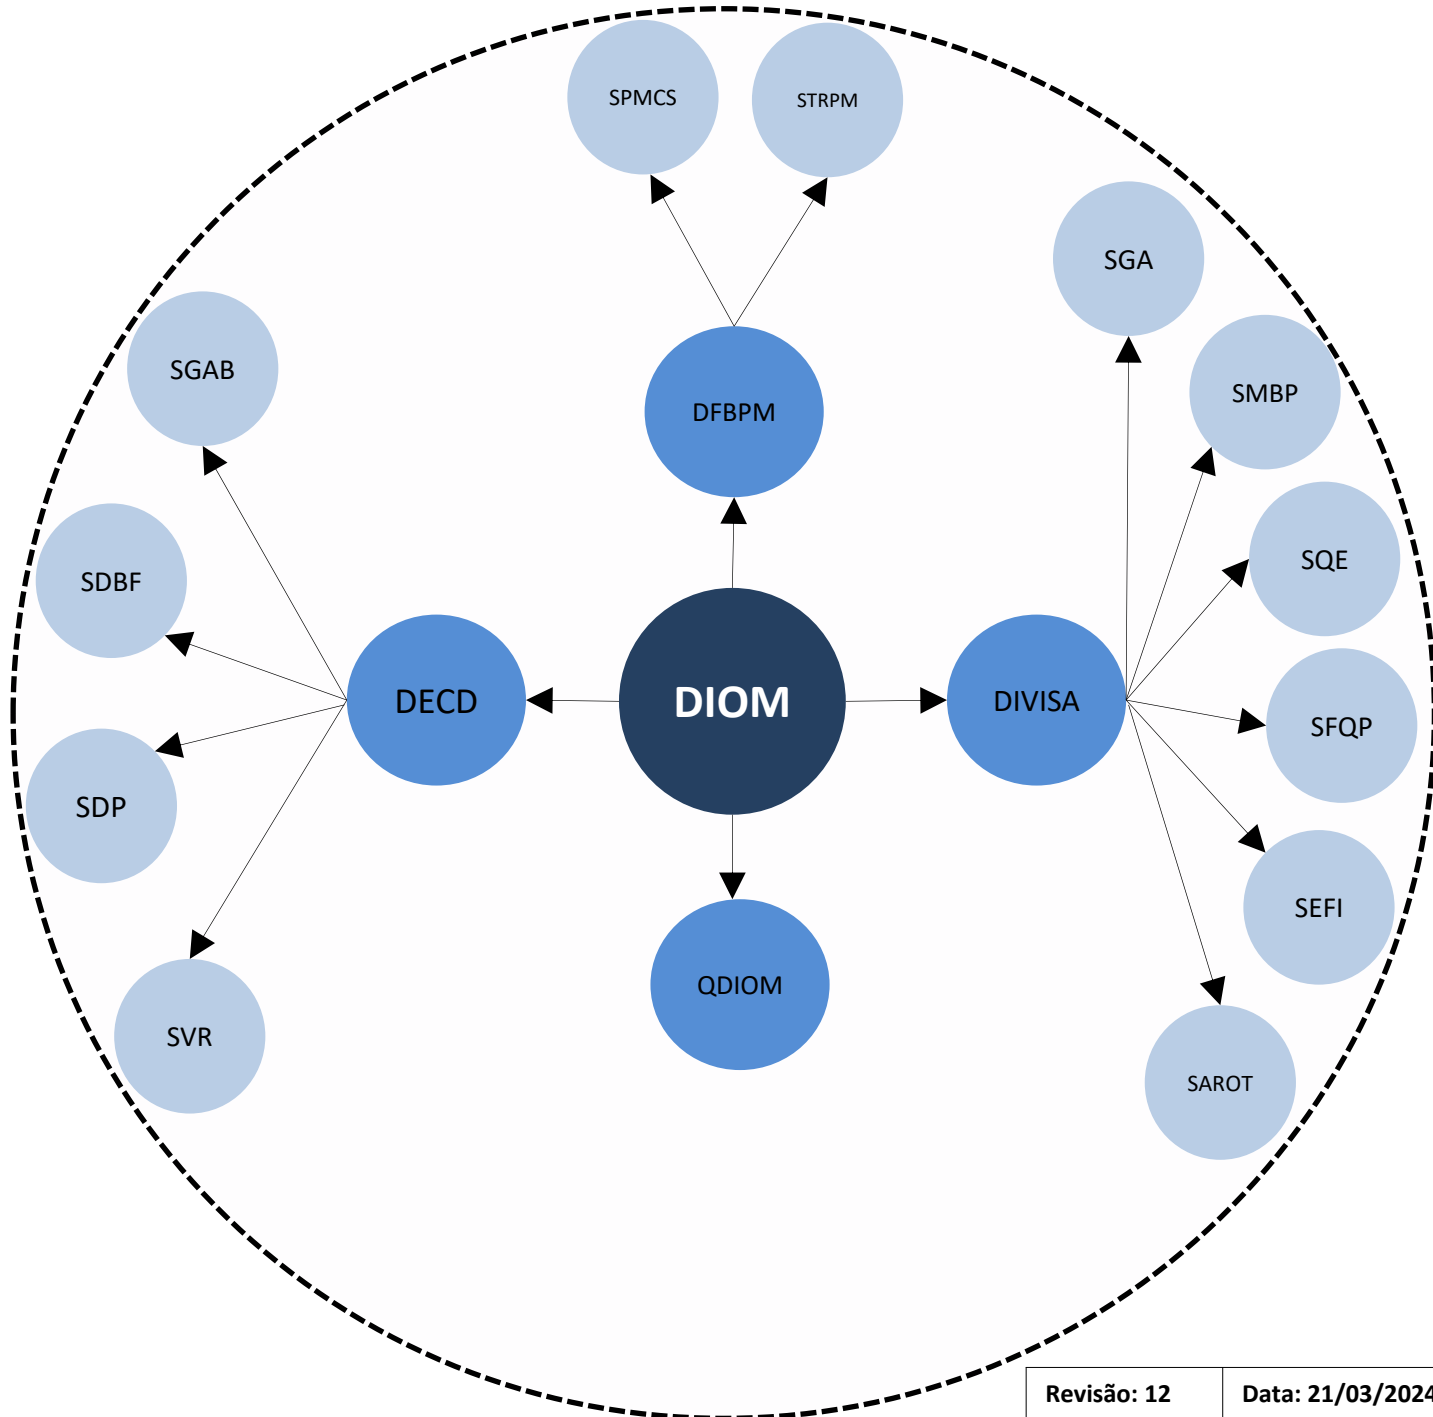 SPMCS
STRPM
SGA
SGAB
SMBP
DFBPM
SQE
SDBF
DECD
DIOM
DIVISA
SFQP
SDP
SEFI
QDIOM
SVR
SAROT
Revisão: 12
Data: 21/03/2024